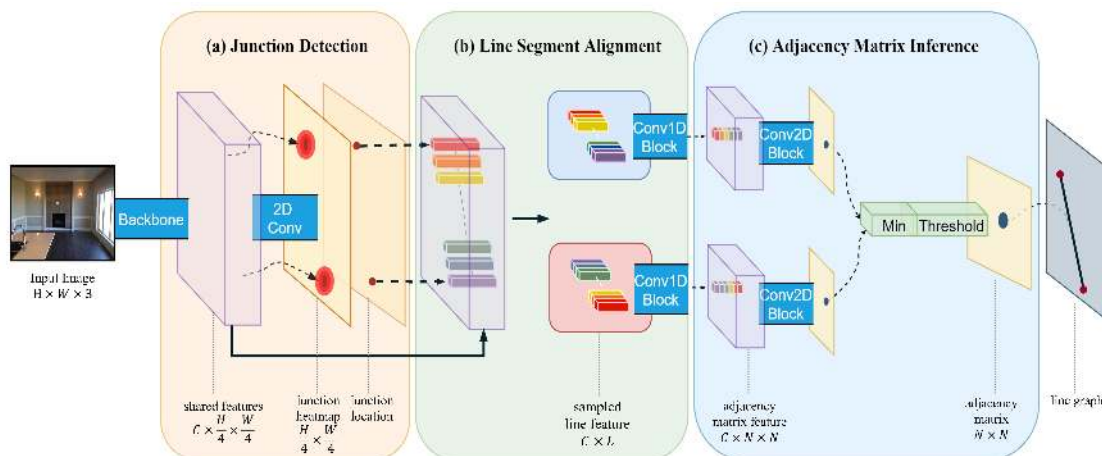 (a) Junction Detection
(b) Line Segment Alignment
(c) Adjacency Matrix Inference
Backbone
2D
Conv
Conv1D
Block
Conv2D
Block
Min
Threshold
Conv1D
Block
Conv2D
Block
Input Image
H × W × 3
shared features
C × H/4 × W/4
junction
heatmap
H/4 × W/4
junction
location
sampled
line feature
C × L
adjacency
matrix feature
C × N × N
adjacency
matrix
N × N
line graph